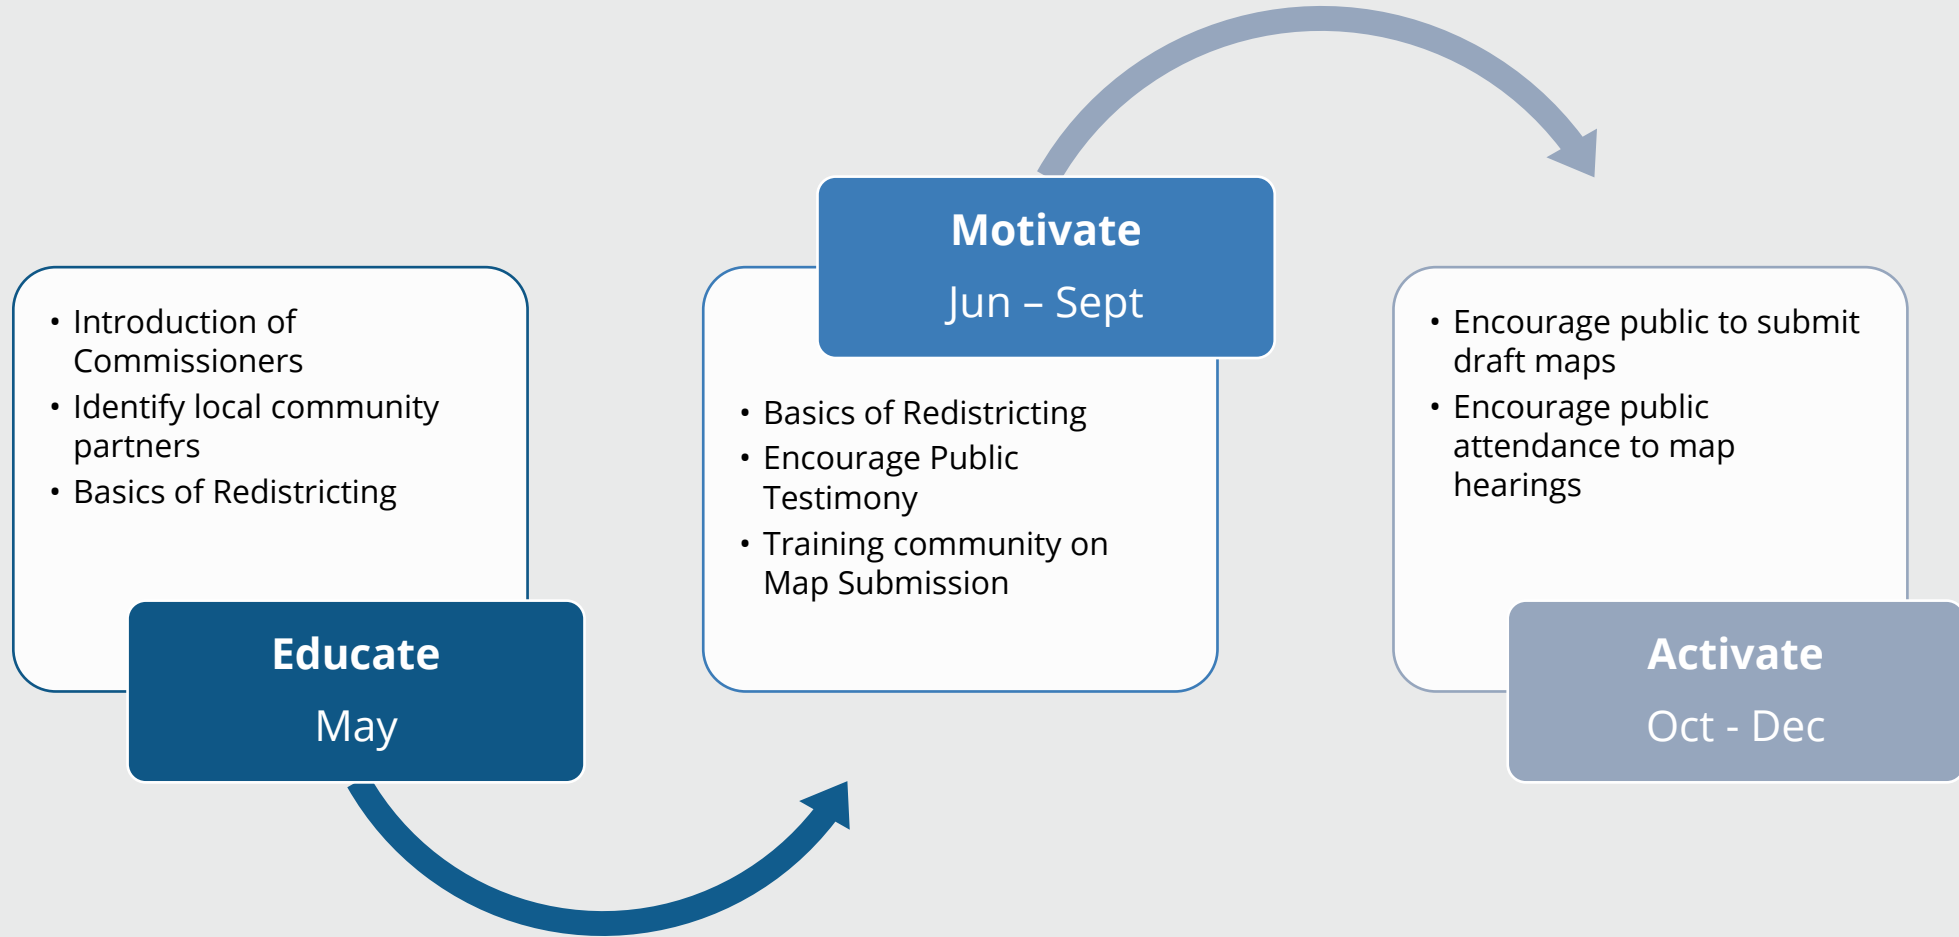 • Introduction of
Commissioners
• Identify local community
partners
• Basics of Redistricting
Educate
May
Motivate
Jun – Sept
• Basics of Redistricting
• Encourage Public
Testimony
• Training community on
Map Submission
• Encourage public to submit
draft maps
• Encourage public
attendance to map
hearings
Activate
Oct - Dec